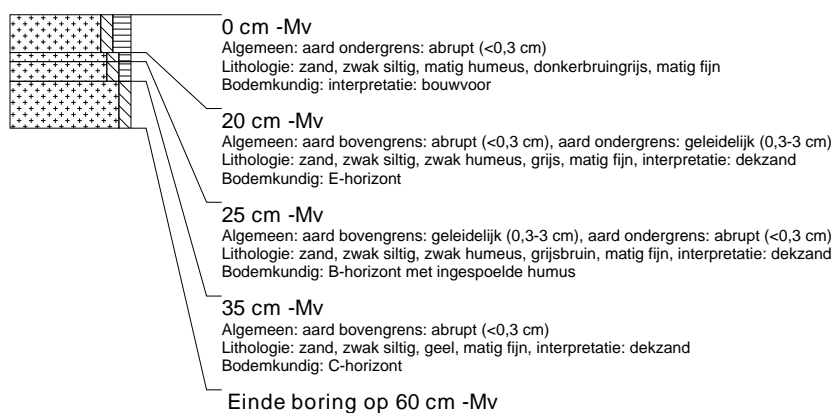 0 cm -Mv
Algemeen: aard ondergrens: abrupt (<0,3 cm)
Lithologie: zand, zwak siltig, matig humeus, donkerbruingrijs, matig fijn
Bodemkundig: interpretatie: bouwvoor
20 cm -Mv
Algemeen: aard bovengrens: abrupt (<0,3 cm), aard ondergrens: geleidelijk (0,3-3 cm)
Lithologie: zand, zwak siltig, zwak humeus, grijs, matig fijn, interpretatie: dekzand
Bodemkundig: E-horizont
25 cm -Mv
Algemeen: aard bovengrens: geleidelijk (0,3-3 cm), aard ondergrens: abrupt (<0,3 cm)
Lithologie: zand, zwak siltig, zwak humeus, grijsbruin, matig fijn, interpretatie: dekzand
Bodemkundig: B-horizont met ingespoelde humus
35 cm -Mv
Algemeen: aard bovengrens: abrupt (<0,3 cm)
Lithologie: zand, zwak siltig, geel, matig fijn, interpretatie: dekzand
Bodemkundig: C-horizont
Einde boring op 60 cm -Mv